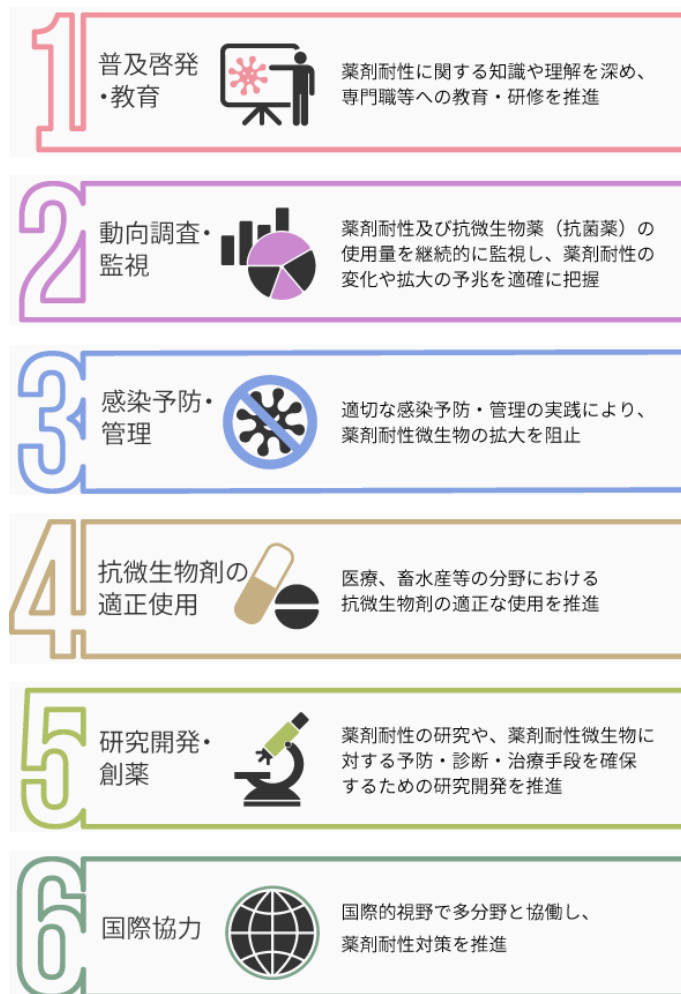 1
普及啓発
・教育
薬剤耐性に関する知識や理解を深め、
専門職等への教育・研修を推進
2
動向調査・
監視
薬剤耐性及び抗微生物薬（抗菌薬）の
使用量を継続的に監視し、薬剤耐性の
変化や拡大の予兆を適確に把握
3
感染予防・
管理
適切な感染予防・管理の実践により、
薬剤耐性微生物の拡大を阻止
4
抗微生物剤の
適正使用
医療、畜水産等の分野における
抗微生物剤の適正な使用を推進
5
研究開発・
創薬
薬剤耐性の研究や、薬剤耐性微生物に
対する予防・診断・治療手段を確保
するための研究開発を推進
6
国際協力
国際的視野で多分野と協働し、
薬剤耐性対策を推進